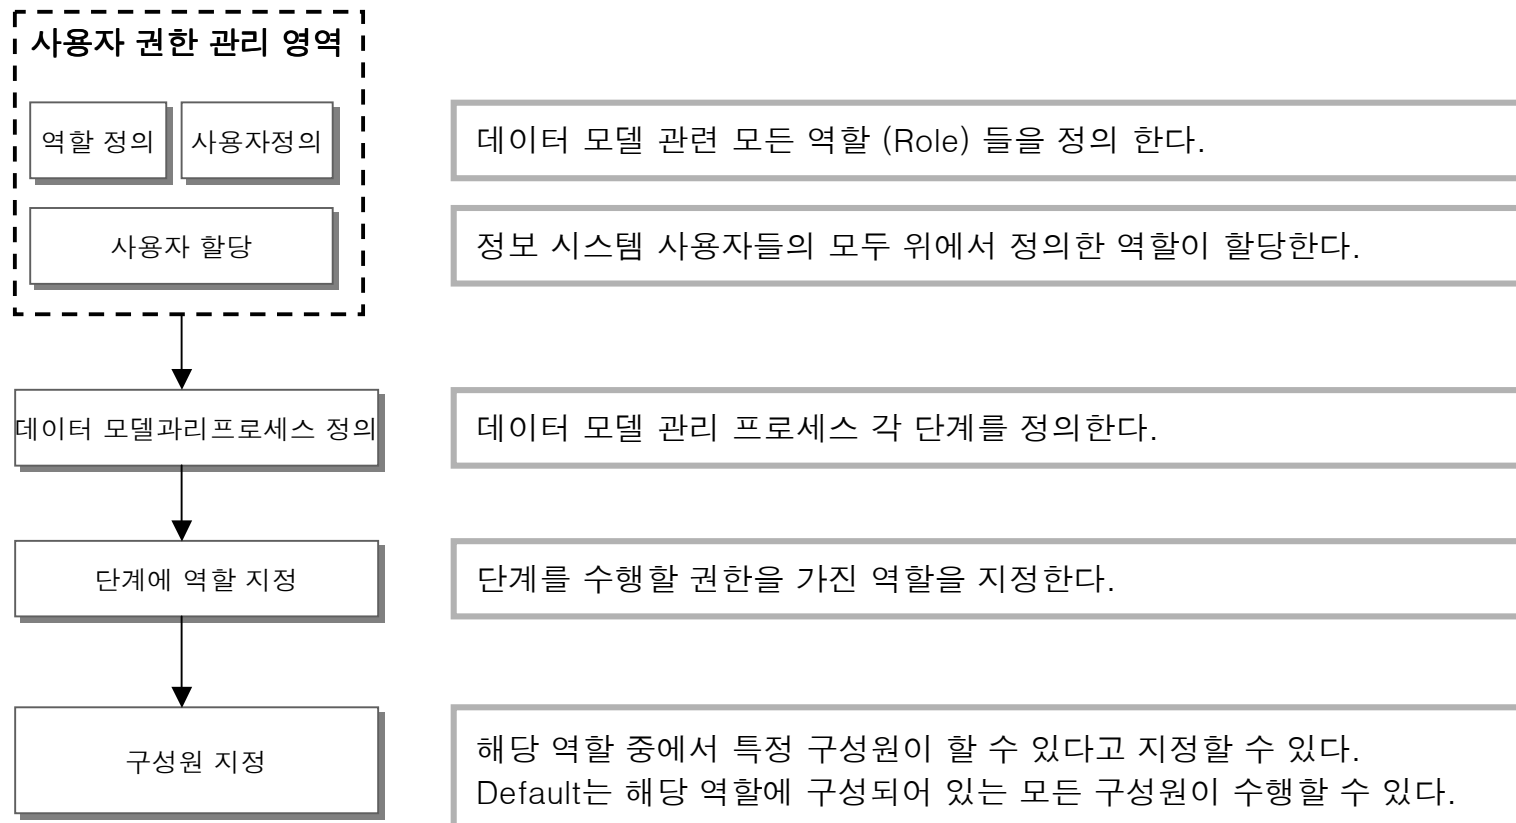 사용자 권한 관리 영역
역할 정의
사용자정의
데이터 모델 관련 모든 역할 (Role) 들을 정의 한다.
사용자 할당
정보 시스템 사용자들의 모두 위에서 정의한 역할이 할당한다.
데이터 모델과리프로세스 정의
데이터 모델 관리 프로세스 각 단계를 정의한다.
단계에 역할 지정
단계를 수행할 권한을 가진 역할을 지정한다.
구성원 지정
해당 역할 중에서 특정 구성원이 할 수 있다고 지정할 수 있다.
Default는 해당 역할에 구성되어 있는 모든 구성원이 수행할 수 있다.